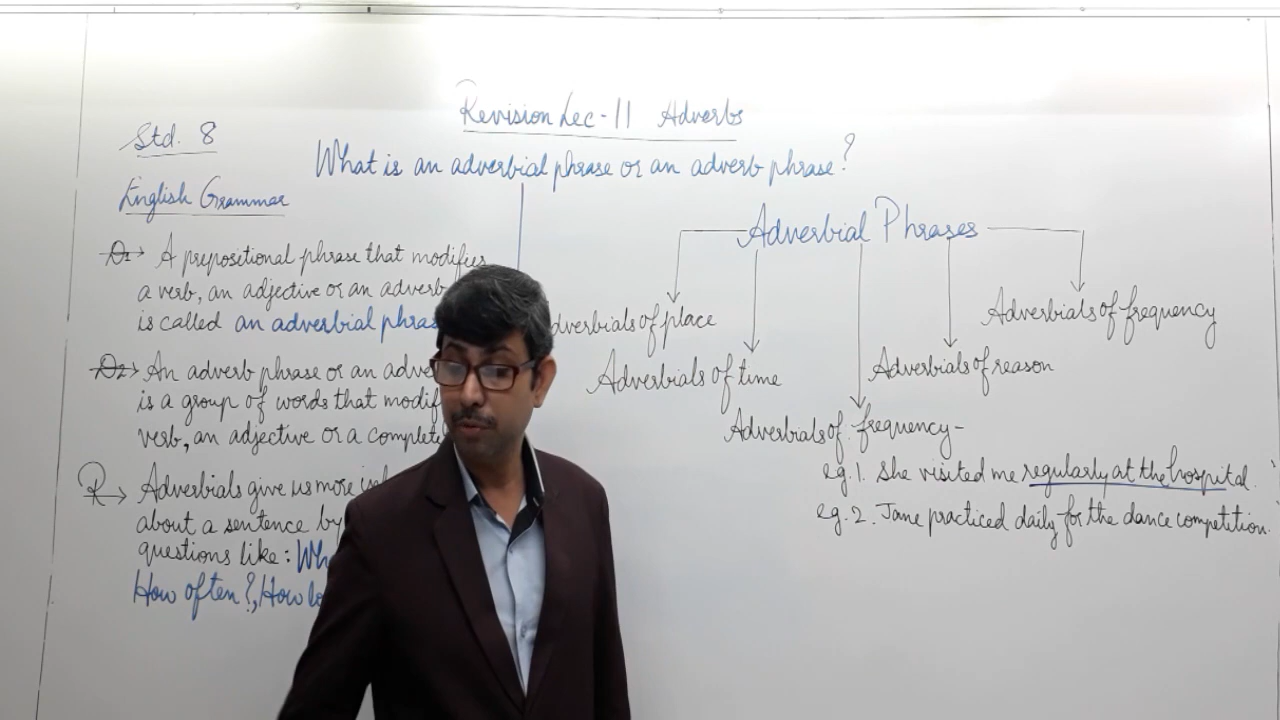 Revision Lec-11 Adverbs
Std. 8
What is an adverbial phrase or an adverb phrase?
English Grammar
D1→ A prepositional phrase that modifies
a verb, an adjective or an adverb
is called an adverbial phras
D2→ An adverb phrase or an adve
is a group of words that modif
verb, an adjective or a complete
R→ Adverbials give us more
about a sentence by
questions like: Wh
How often?, How lo
Adverbial Phrases
dverbials of place
Adverbials of time
Adverbials of frequency-
Adverbials of reason
Adverbials of frequency
eg.1. She visited me regularly at the hospital.
eg.2. Jane practiced daily for the dance competition.